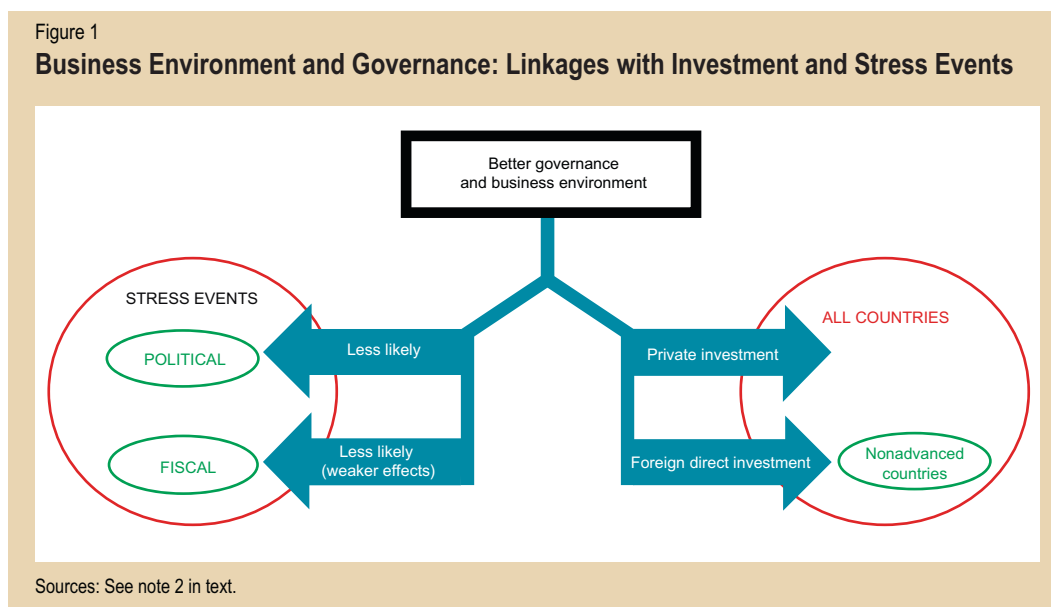 Figure 1
Business Environment and Governance: Linkages with Investment and Stress Events
Better governance
and business environment
STRESS EVENTS
POLITICAL
Less likely
FISCAL
Less likely
(weaker effects)
Private investment
ALL COUNTRIES
Foreign direct investment
Nonadvanced
countries
Sources: See note 2 in text.